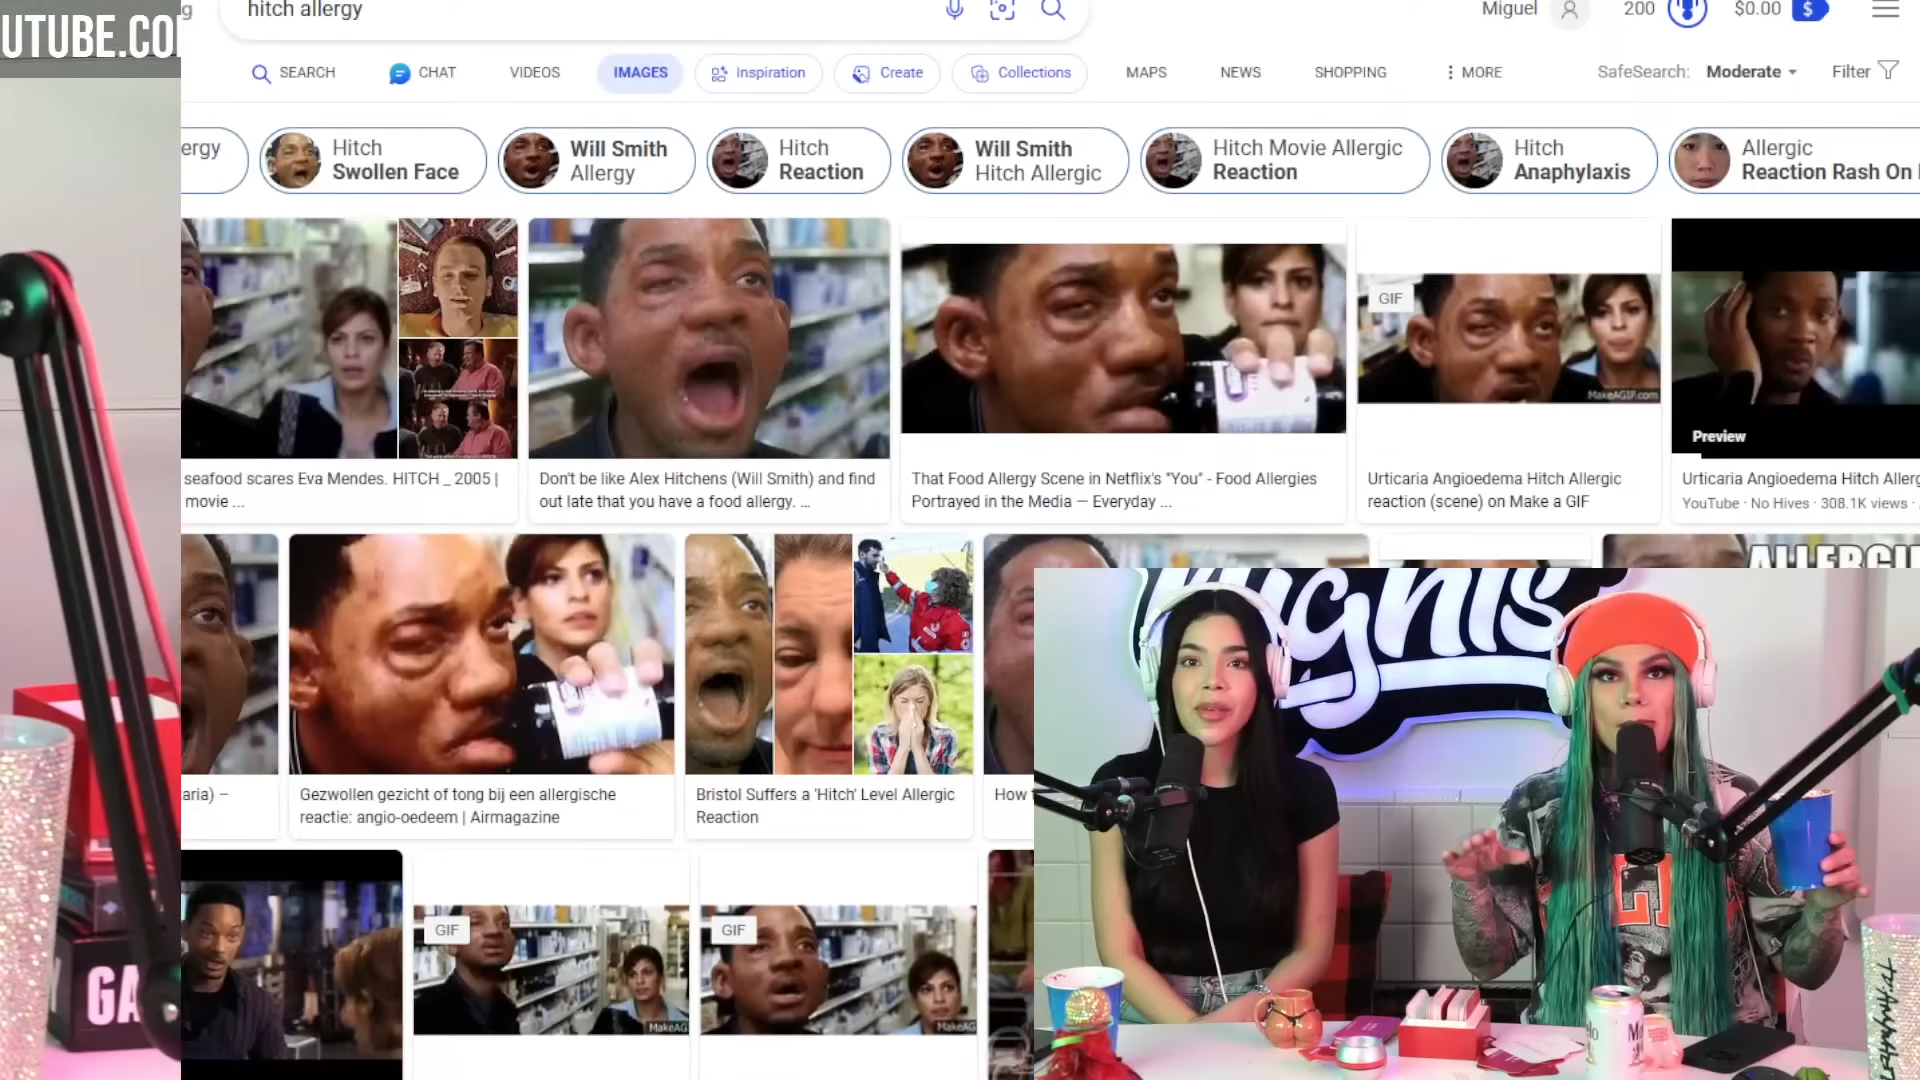 UTUBE.CO
g
hitch allergy
Miguel
200
$0.00
SEARCH
CHAT
VIDEOS
IMAGES
Inspiration
Create
Collections
MAPS
NEWS
SHOPPING
MORE
SafeSearch:
Moderate
Filter
ergy
Hitch
Swollen Face
Will Smith
Allergy
Hitch
Reaction
Will Smith
Hitch Allergic
Hitch Movie Allergic
Reaction
Hitch
Anaphylaxis
Allergic
Reaction Rash On
GIF
MakeAGIF.com
Preview
seafood scares Eva Mendes. HITCH _ 2005 |
movie ...
Don't be like Alex Hitchens (Will Smith) and find
out late that you have a food allergy. ...
That Food Allergy Scene in Netflix's "You" - Food Allergies
Portrayed in the Media — Everyday ...
Urticaria Angioedema Hitch Allergic
reaction (scene) on Make a GIF
Urticaria Angioedema Hitch Allerg
YouTube · No Hives · 308.1K views ·
ALLERGI
ights
aria) –
Gezwollen gezicht of tong bij een allergische
reactie: angio-oedeem | Airmagazine
Bristol Suffers a 'Hitch' Level Allergic
Reaction
How
GIF
MakeAG
GIF
MakeAG
GA